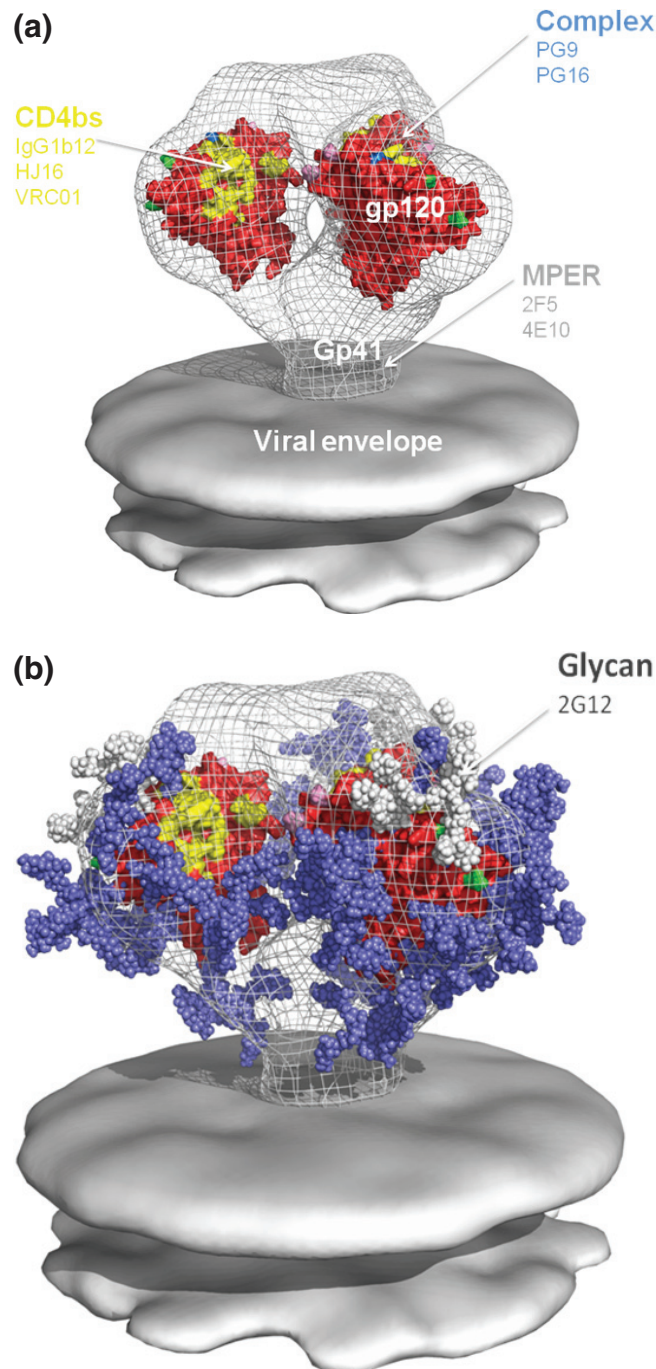 (a)
Complex
PG9
PG16
CD4bs
IgG1b12
HJ16
VRC01
gp120
MPER
2F5
4E10
Gp41
Viral envelope
(b)
Glycan
2G12